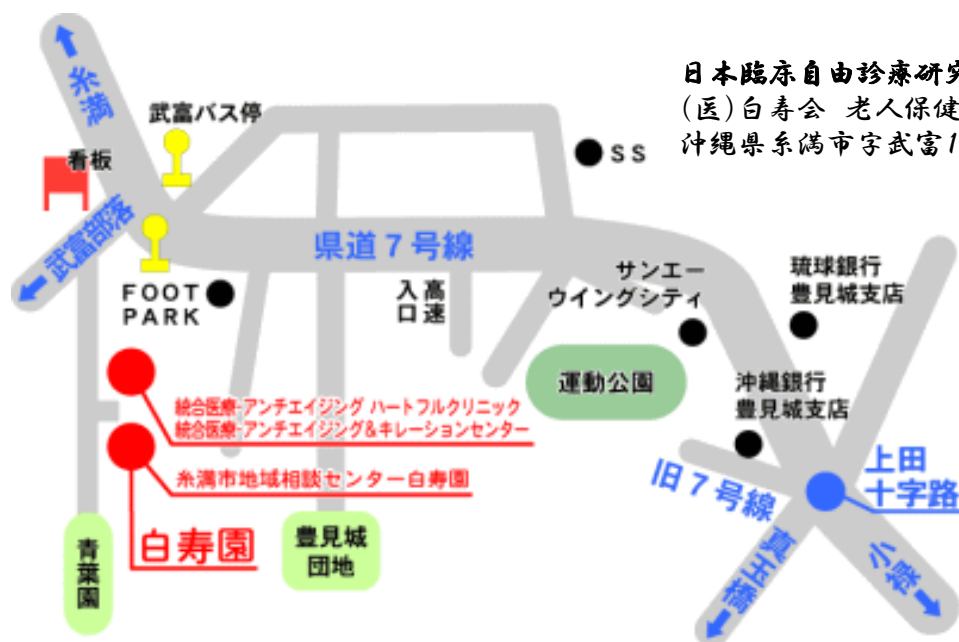 日本臨床自由診療研究
(医)白寿会 老人保健
沖縄県糸満市字武富1
糸満
武富バス停
看板
SS
武富部落
県道7号線
FOOT
PARK
高速
入口
サンエー
ウイングシティ
琉球銀行
豊見城支店
運動公園
沖縄銀行
豊見城支店
統合医療・アンチエイジング ハートフルクリニック
統合医療・アンチエイジング&キレーションセンター
糸満市地域相談センター白寿園
白寿園
旧7号線
上田
十字路
青葉園
豊見城
団地
真玉橋
小禄